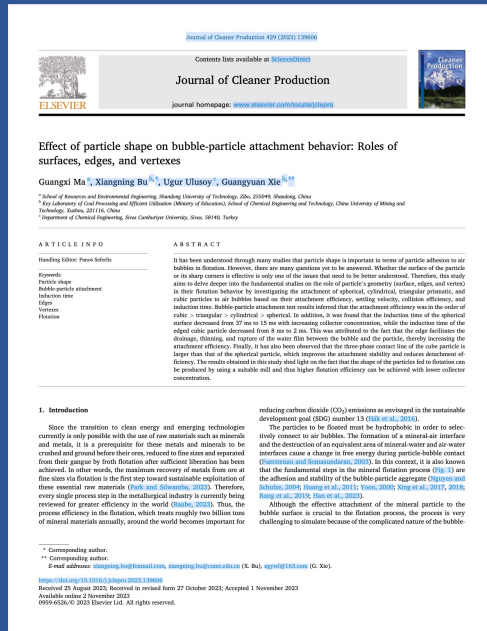 Journal of Cleaner Production 429 (2023) 139606
Contents lists available at ScienceDirect
Journal of Cleaner Production
journal homepage: www.elsevier.com/locate/jclepro
ELSEVIER
Cleaner
Production
Effect of particle shape on bubble-particle attachment behavior: Roles of
surfaces, edges, and vertexes
Guangxi Ma a, Xiangning Bu b,*, Ugur Ulusoy c, Guangyuan Xie b,**
a School of Resources and Environmental Engineering, Shandong University of Technology, Zibo, 255049, Shandong, China
b Key Laboratory of Coal Processing and Efficient Utilization (Ministry of Education), School of Chemical Engineering and Technology, China University of Mining and
Technology, Xuzhou, 221116, China
c Department of Chemical Engineering, Sivas Cumhuriyet University, Sivas, 58140, Turkey
ARTICLE INFO
Handling Editor: Panos Seferlis
Keywords:
Particle shape
Bubble-particle attachment
Induction time
Edges
Vertexes
Flotation
ABSTRACT
It has been understood through many studies that particle shape is important in terms of particle adhesion to air
bubbles in flotation. However, there are many questions yet to be answered. Whether the surface of the particle
or its sharp corners is effective is only one of the issues that need to be better understood. Therefore, this study
aims to delve deeper into the fundamental studies on the role of particle's geometry (surface, edges, and vertex)
in their flotation behavior by investigating the attachment of spherical, cylindrical, triangular prismatic, and
cubic particles to air bubbles based on their attachment efficiency, settling velocity, collision efficiency, and
induction time. Bubble-particle attachment test results inferred that the attachment efficiency was in the order of
cubic > triangular > cylindrical > spherical. In addition, it was found that the induction time of the spherical
surface decreased from 37 ms to 15 ms with increasing collector concentration, while the induction time of the
edged cubic particle decreased from 8 ms to 2 ms. This was attributed to the fact that the edge facilitates the
drainage, thinning, and rupture of the water film between the bubble and the particle, thereby increasing the
attachment efficiency. Finally, it has also been observed that the three-phase contact line of the cube particle is
larger than that of the spherical particle, which improves the attachment stability and reduces detachment ef-
ficiency. The results obtained in this study shed light on the fact that the shape of the particles fed to flotation can
be produced by using a suitable mill and thus higher flotation efficiency can be achieved with lower collector
concentration.
1. Introduction
Since the transition to clean energy and emerging technologies
currently is only possible with the use of raw materials such as minerals
and metals, it is a prerequisite for these metals and minerals to be
crushed and ground before their ores, reduced to fine sizes and separated
from their gangue by froth flotation after sufficient liberation has been
achieved. In other words, the maximum recovery of metals from ore at
fine sizes via flotation is the first step toward sustainable exploitation of
these essential raw materials (Park and Silwamba, 2023). Therefore,
every single process step in the metallurgical industry is currently being
reviewed for greater efficiency in the world (Raabe, 2023). Thus, the
process efficiency in the flotation, which treats roughly two billion tons
of mineral materials annually, around the world becomes important for
reducing carbon dioxide (CO2) emissions as envisaged in the sustainable
development goal (SDG) number 13 (Hák et al., 2016).
The particles to be floated must be hydrophobic in order to selec-
tively connect to air bubbles. The formation of a mineral-air interface
and the destruction of an equivalent area of mineral-water and air-water
interfaces cause a change in free energy during particle-bubble contact
(Fuerstenau and Somasundaran, 2003). In this context, it is also known
that the fundamental steps in the mineral flotation process (Fig. 1) are
the adhesion and stability of the bubble-particle aggregate (Nguyen and
Schulze, 2004; Huang et al., 2011; Yoon, 2000; Xing et al., 2017, 2018;
Rong et al., 2019; Han et al., 2023).
Although the effective attachment of the mineral particle to the
bubble surface is crucial to the flotation process, the process is very
challenging to simulate because of the complicated nature of the bubble-
* Corresponding author.
** Corresponding author.
E-mail addresses: xiangning.bu@foxmail.com, xiangning.bu@cumt.edu.cn (X. Bu), xgywl@163.com (G. Xie).
https://doi.org/10.1016/j.jclepro.2023.139606
Received 25 August 2023; Received in revised form 27 October 2023; Accepted 1 November 2023
Available online 2 November 2023
0959-6526/© 2023 Elsevier Ltd. All rights reserved.